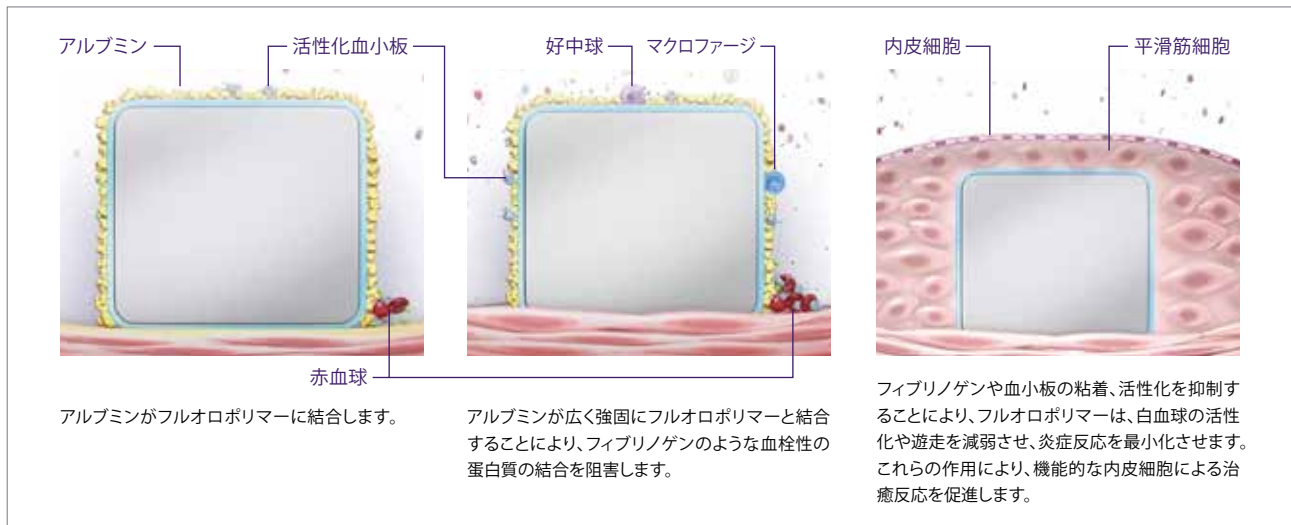 アルブミン
活性化血小板
好中球
マクロファージ
内皮細胞
平滑筋細胞
赤血球
アルブミンがフルオロポリマーに結合します。
アルブミンが広く強固にフルオロポリマーと結合
することにより、フィブリノゲンのような血栓性の
蛋白質の結合を阻害します。
フィブリノゲンや血小板の粘着、活性化を抑制す
ることにより、フルオロポリマーは、白血球の活性
化や遊走を減弱させ、炎症反応を最小化させます。
これらの作用により、機能的な内皮細胞による治
癒反応を促進します。